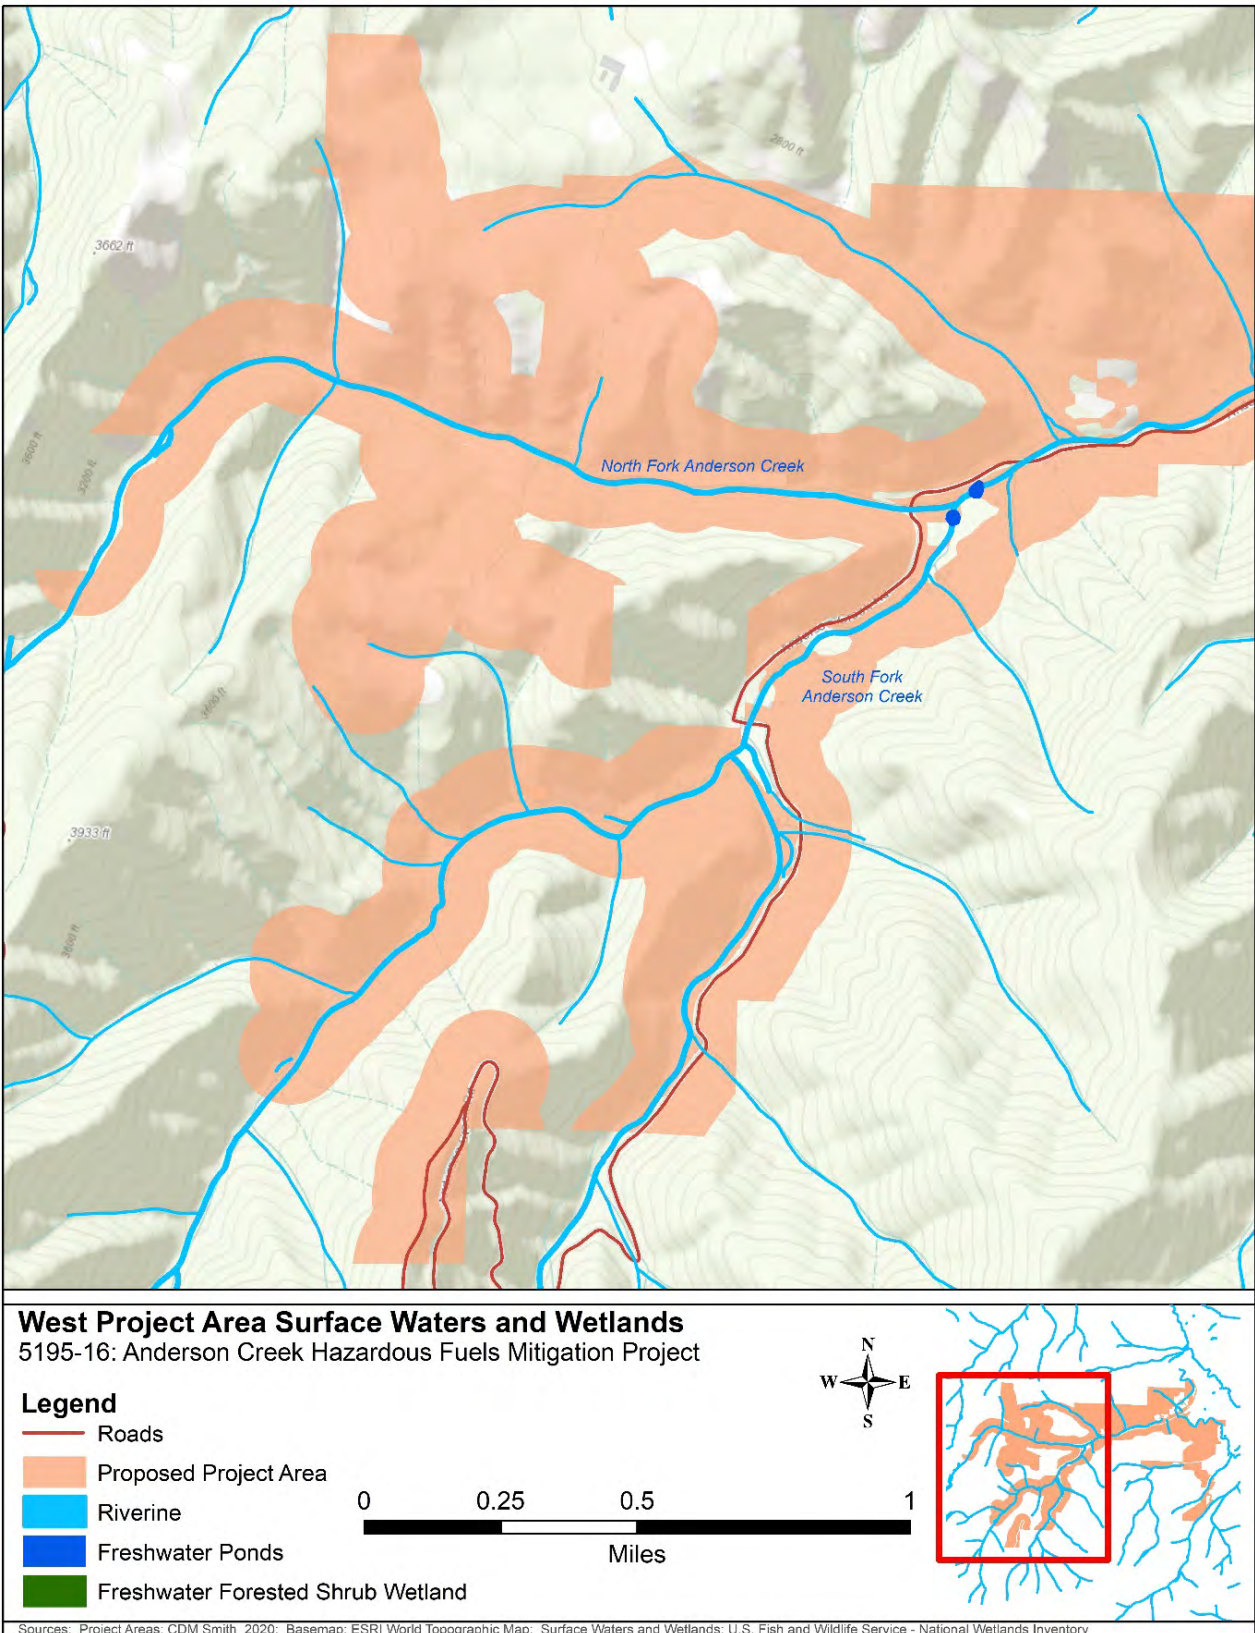 2800 ft
3662 ft
3600 ft
3200 ft
North Fork Anderson Creek
South Fork
Anderson Creek
3600 ft
3933 ft
3600 ft
West Project Area Surface Waters and Wetlands
5195-16: Anderson Creek Hazardous Fuels Mitigation Project
N
W
E
S
Legend
Roads
Proposed Project Area
Riverine
Freshwater Ponds
Freshwater Forested Shrub Wetland
0 0.25 0.5 1
Miles
Sources: Project Areas: CDM Smith, 2020; Basemap: ESRI World Topographic Map; Surface Waters and Wetlands: U.S. Fish and Wildlife Service - National Wetlands Inventory